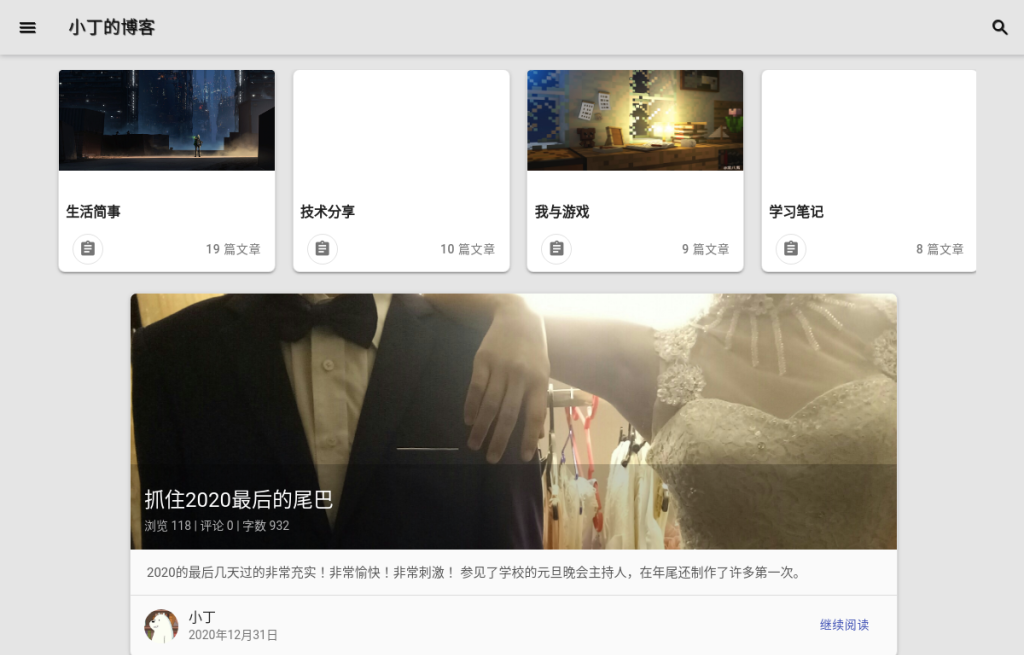 小丁的博客
生活简事
19 篇文章
技术分享
10 篇文章
我与游戏
9 篇文章
学习笔记
8 篇文章
抓住2020最后的尾巴
浏览 118 | 评论 0 | 字数 932
2020的最后几天过的非常充实！非常愉快！非常刺激！ 参见了学校的元旦晚会主持人，在年尾还制作了许多第一次。
小丁
2020年12月31日
继续阅读